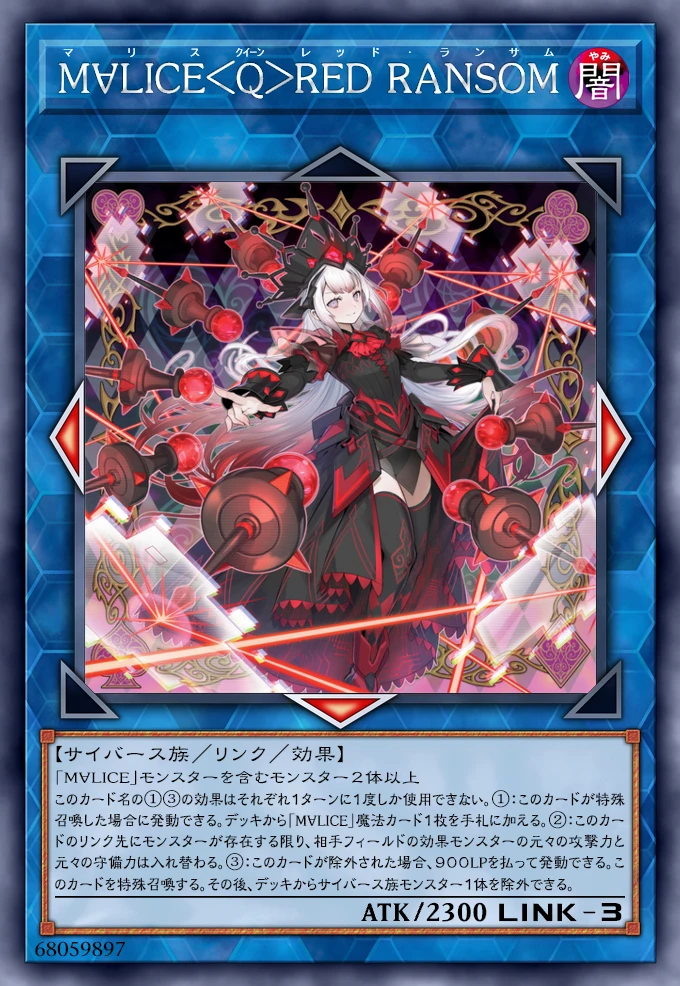 マリス クイーン レッド・ランサム
M∀LICE<Q>RED RANSOM
やみ
闇
【サイバース族／リンク／効果】
「M∀LICE」モンスターを含むモンスター２体以上
このカード名の①③の効果はそれぞれ１ターンに１度しか使用できない。①：このカードが特殊
召喚した場合に発動できる。デッキから「M∀LICE」魔法カード１枚を手札に加える。②：このカー
ドのリンク先にモンスターが存在する限り、相手フィールドの効果モンスターの元々の攻撃力と
元々の守備力は入れ替わる。③：このカードが除外された場合、９００LPを払って発動できる。こ
のカードを特殊召喚する。その後、デッキからサイバース族モンスター１体を除外できる。
ATK/2300 LINK-3
68059897